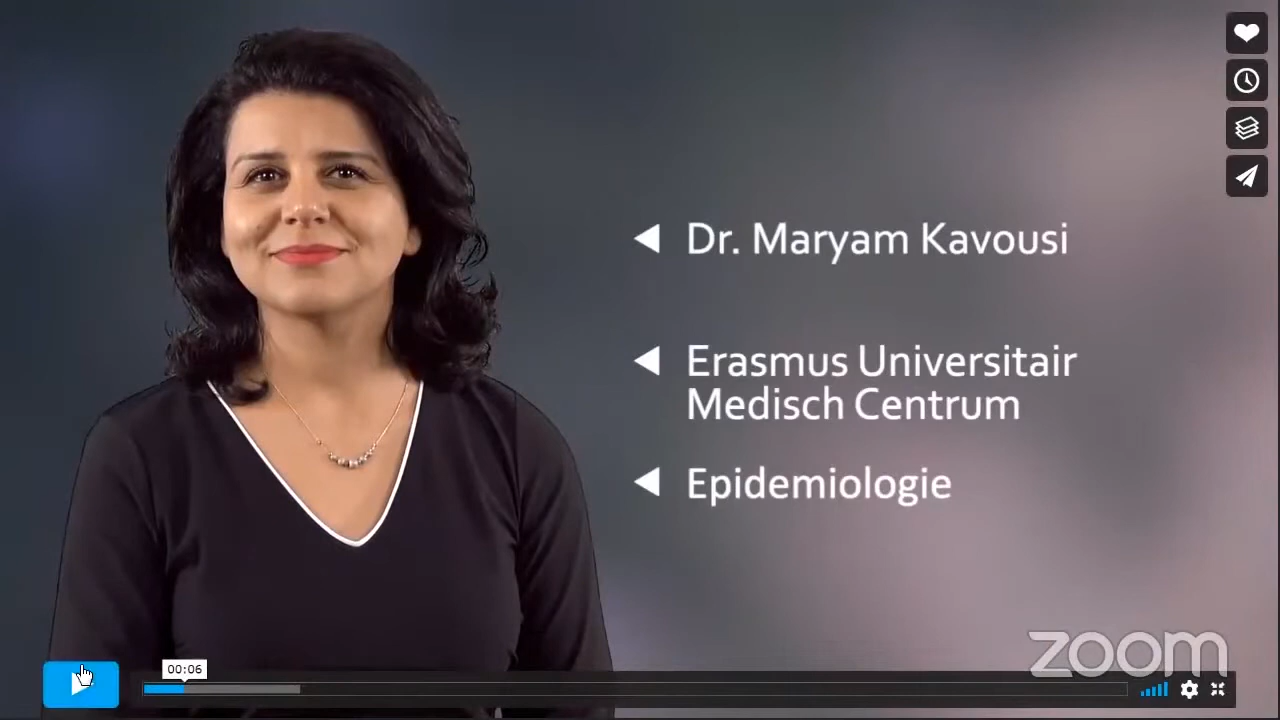 Dr. Maryam Kavousi
Erasmus Universitair
Medisch Centrum
Epidemiologie
zoom
00:06